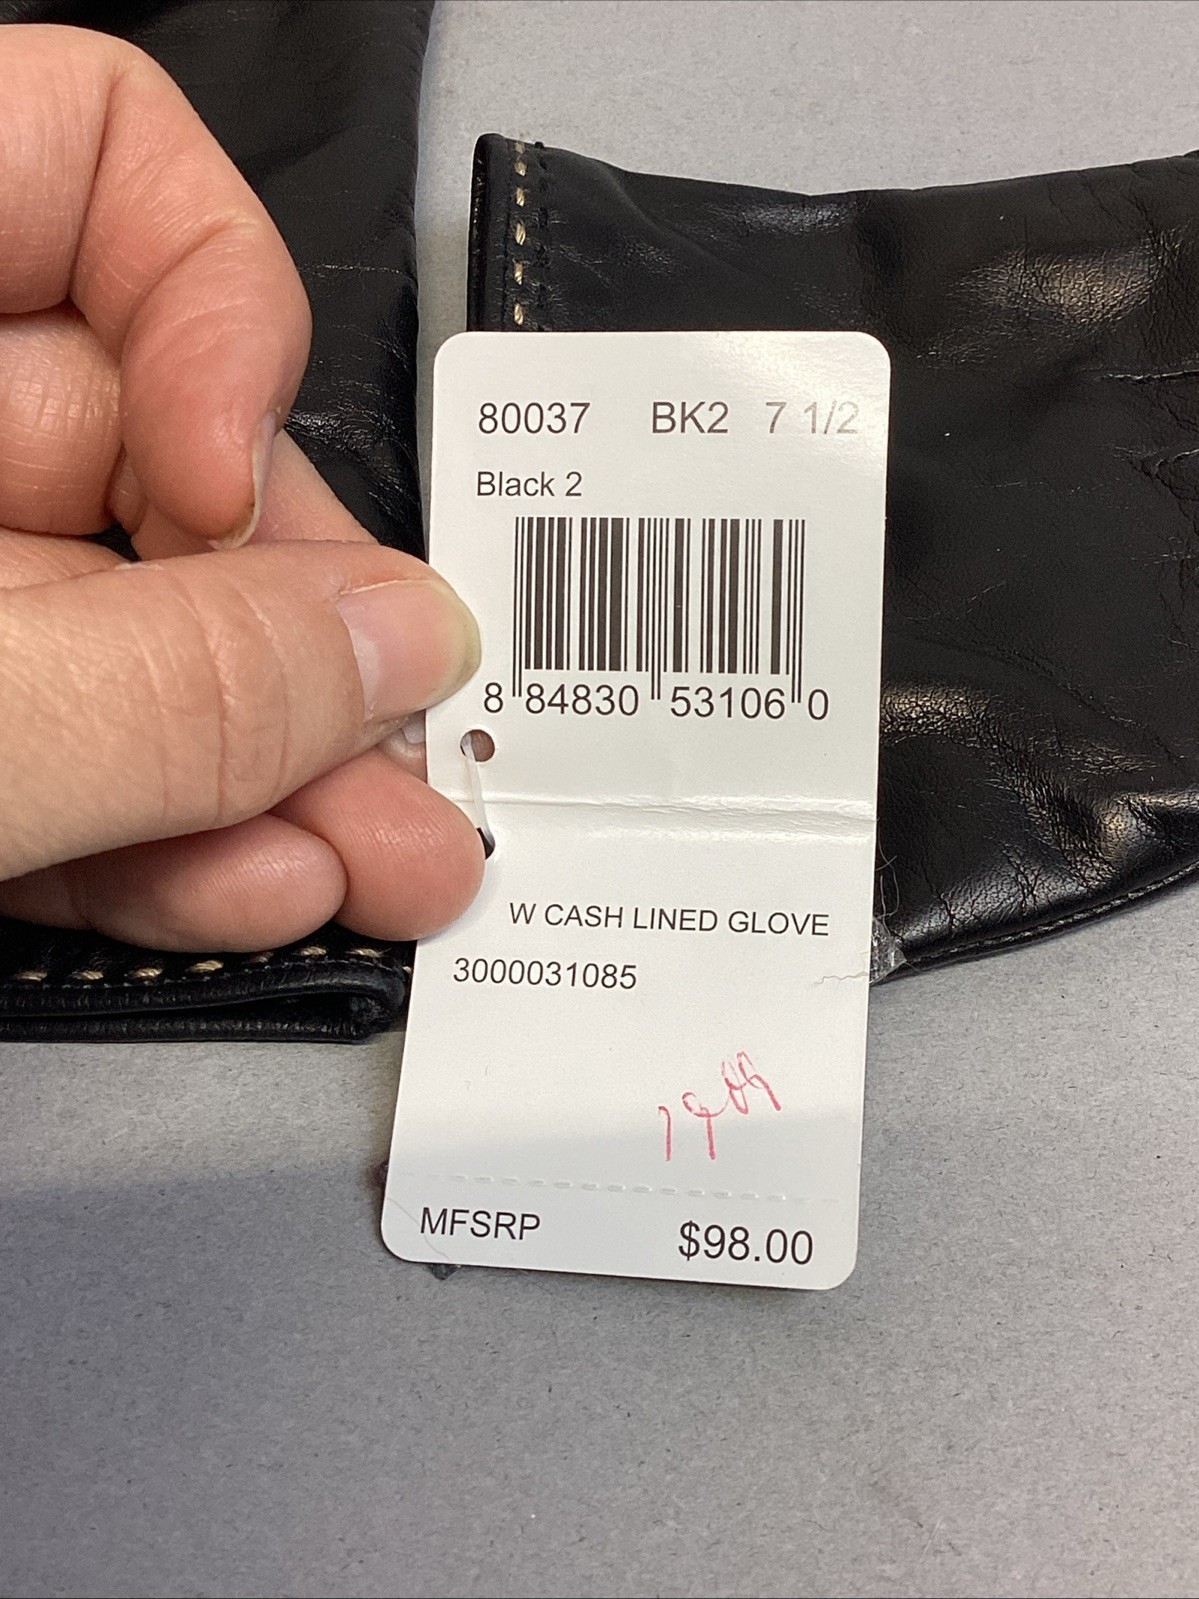 80037 BK2 7 1/2
Black 2
8 84830 53106 0
W CASH LINED GLOVE
3000031085
MFSRP $98.00